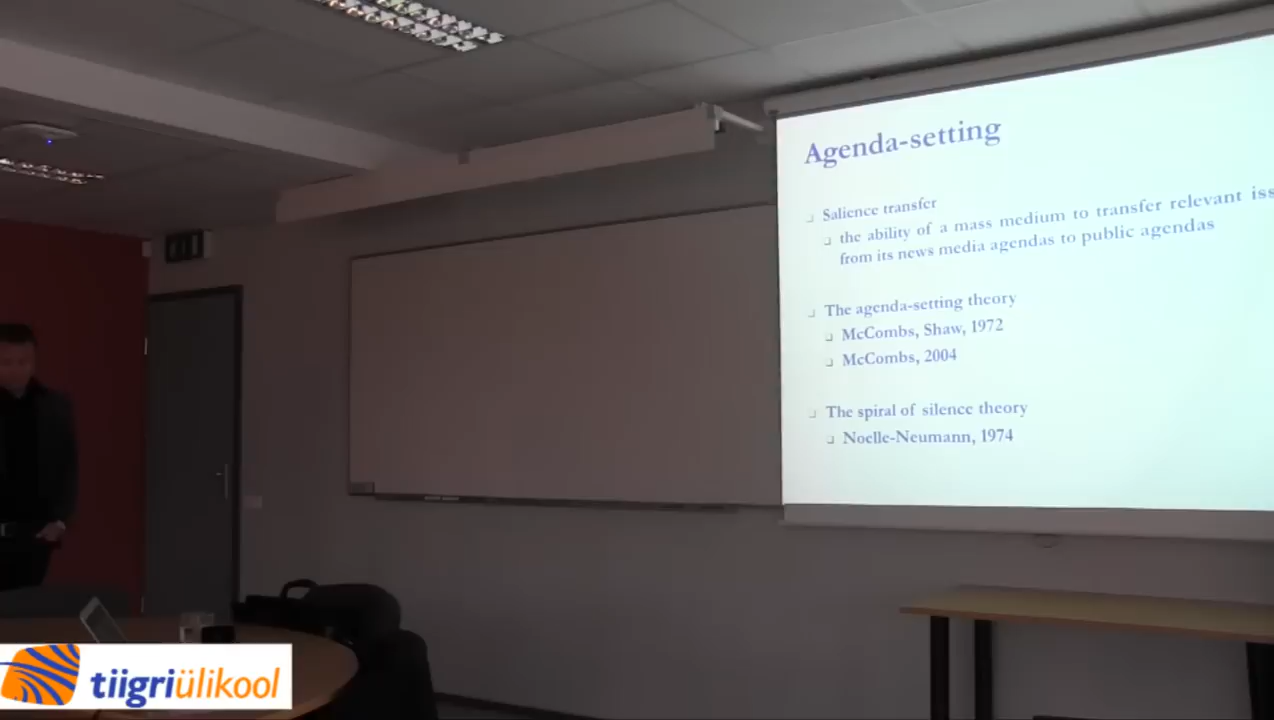 Agenda-setting
Salience transfer
the ability of a mass medium to transfer relevant
from its news media agendas to public agendas
The agenda-setting theory
McCombs, Shaw, 1972
McCombs, 2004
The spiral of silence theory
Noelle-Neumann, 1974
tiigriülikool